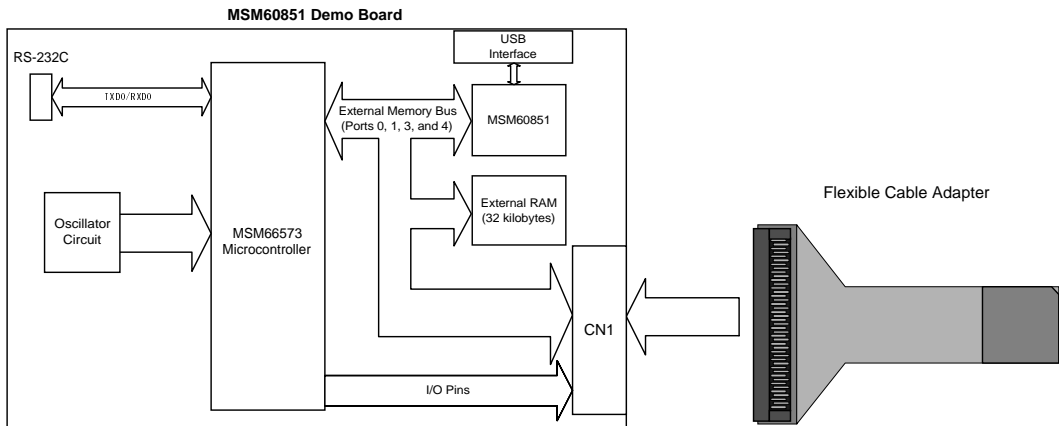 MSM60851 Demo Board
USB
Interface
RS-232C
TXD0/RXD0
External Memory Bus
(Ports 0, 1, 3, and 4)
MSM60851
External RAM
(32 kilobytes)
Flexible Cable Adapter
Oscillator
Circuit
MSM66573
Microcontroller
CN1
I/O Pins